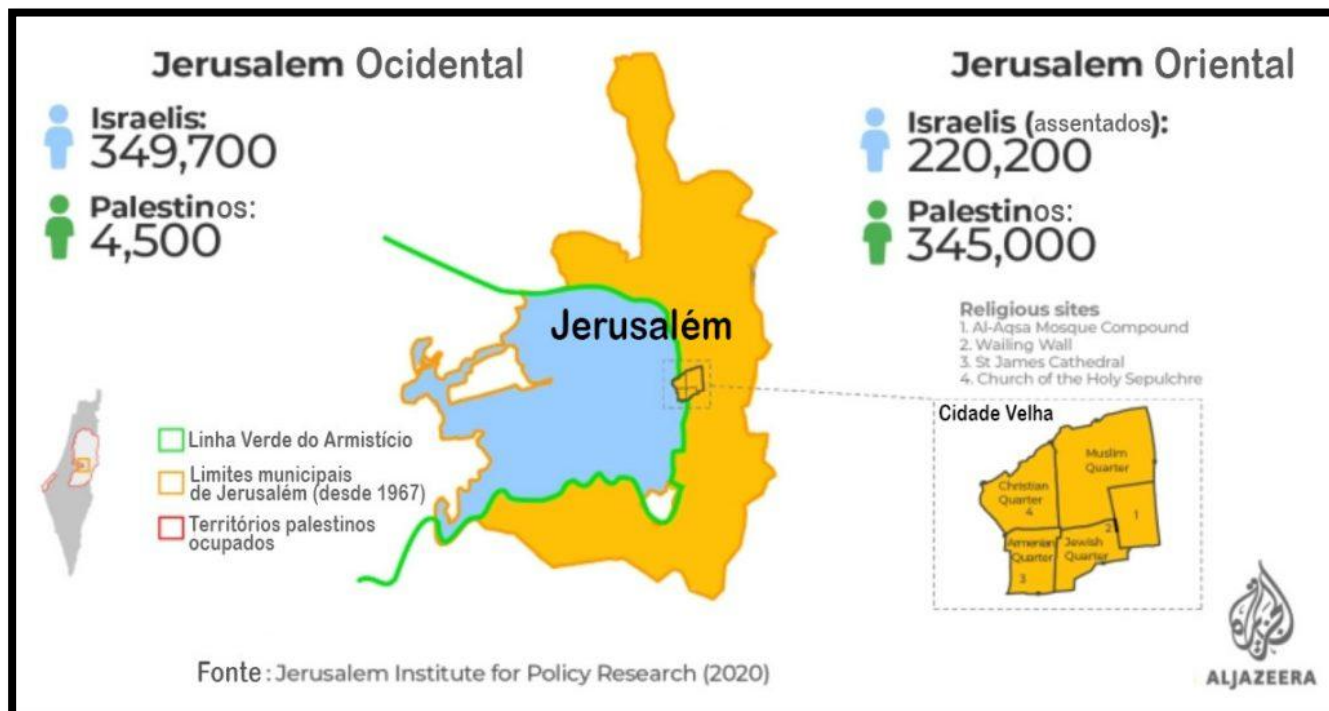 Jerusalem Ocidental
Israelis:
349,700
Palestinos:
4,500
Jerusalem Oriental
Israelis (assentados):
220,200
Palestinos:
345,000
Jerusalém
Religious sites
1. Al-Aqsa Mosque Compound
2. Wailing Wall
3. St James Cathedral
4. Church of the Holy Sepulchre
Linha Verde do Armistício
Limites municipais
de Jerusalém (desde 1967)
Territórios palestinos
ocupados
Cidade Velha
Muslim
Quarter
Christian
Quarter
4
1
2
Armenian
Quarter
Jewish
Quarter
3
Fonte : Jerusalem Institute for Policy Research (2020)
الجزيرة
ALJAZEERA